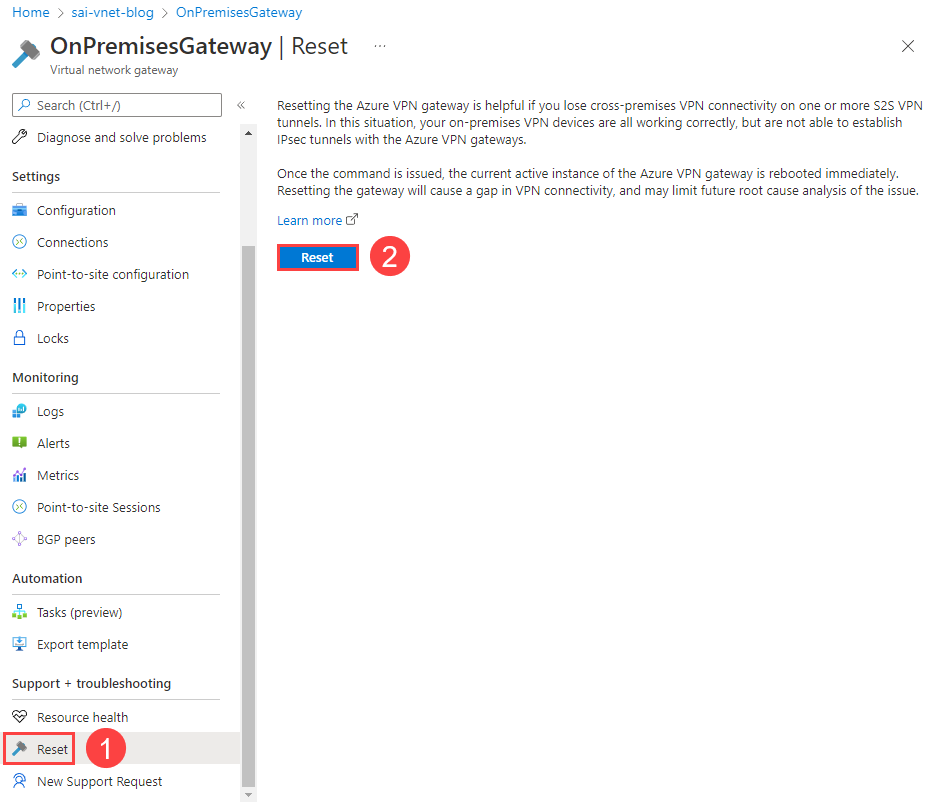 Home > sai-vnet-blog > OnPremisesGateway
OnPremisesGateway | Reset ...
Virtual network gateway
Search (Ctrl+/)
«
Diagnose and solve problems
Settings
Configuration
Connections
Point-to-site configuration
Properties
Locks
Monitoring
Logs
Alerts
Metrics
Point-to-site Sessions
BGP peers
Automation
Tasks (preview)
Export template
Support + troubleshooting
Resource health
Reset
1
New Support Request
Resetting the Azure VPN gateway is helpful if you lose cross-premises VPN connectivity on one or more S2S VPN
tunnels. In this situation, your on-premises VPN devices are all working correctly, but are not able to establish
IPsec tunnels with the Azure VPN gateways.
Once the command is issued, the current active instance of the Azure VPN gateway is rebooted immediately.
Resetting the gateway will cause a gap in VPN connectivity, and may limit future root cause analysis of the issue.
Learn more
Reset
2